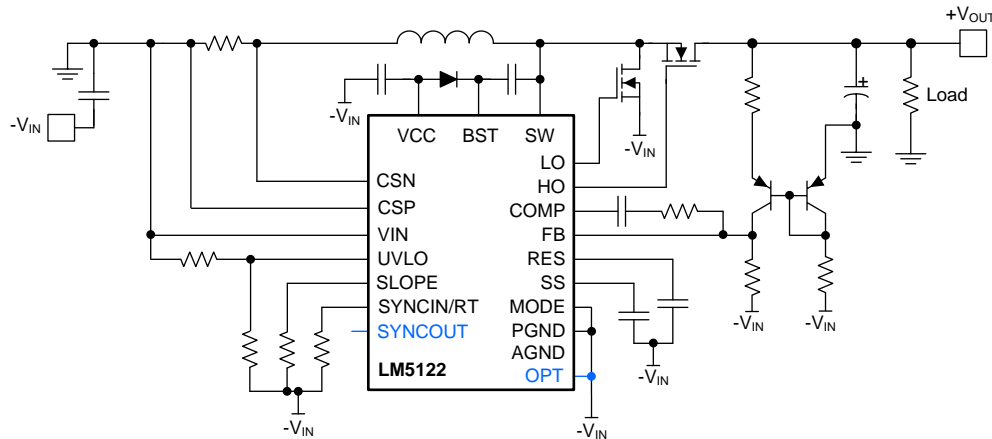 +VOUT
-VIN
-VIN
VCC BST SW
-VIN
Load
LO
HO
COMP
FB
RES
SS
MODE
PGND
AGND
OPT
CSN
CSP
VIN
UVLO
SLOPE
SYNCIN/RT
SYNCOUT
LM5122
-VIN
-VIN
-VIN
-VIN
-VIN